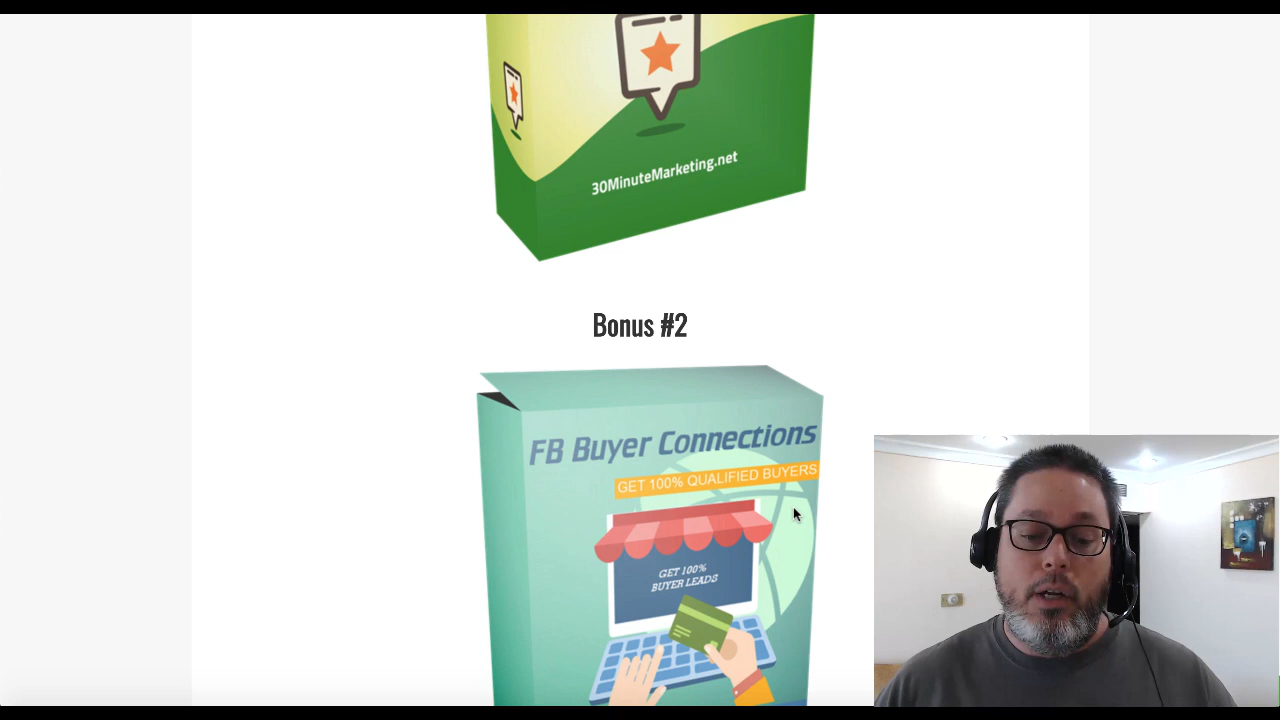 30MinuteMarketing.net
Bonus #2
FB Buyer Connections
GET 100% QUALIFIED BUYERS
GET 100%
BUYER LEADS